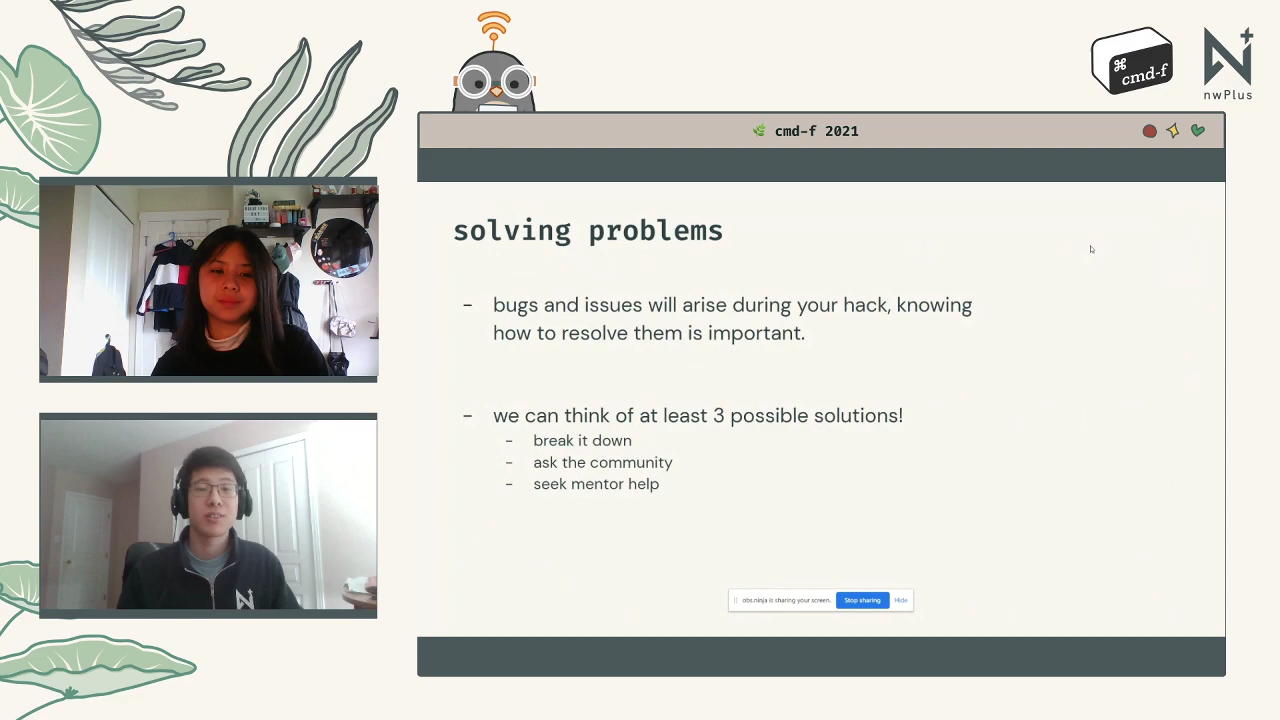 ⌘
cmd-f
nwPlus
cmd-f 2021
solving problems
- bugs and issues will arise during your hack, knowing
how to resolve them is important.
- we can think of at least 3 possible solutions!
- break it down
- ask the community
- seek mentor help
obs.ninja is sharing your screen.
Stop sharing
Hide